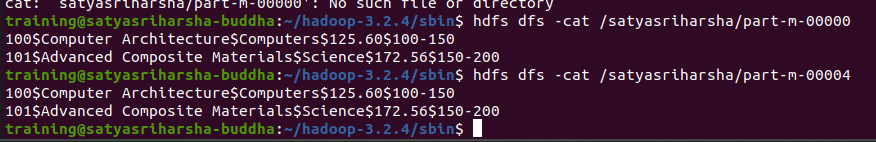 cat: `satyasriharsha/part-m-00000': No such file or directory
training@satyasriharsha-buddha:~/hadoop-3.2.4/sbin$ hdfs dfs -cat /satyasriharsha/part-m-00000
100$Computer Architecture$Computers$125.60$100-150
101$Advanced Composite Materials$Science$172.56$150-200
training@satyasriharsha-buddha:~/hadoop-3.2.4/sbin$ hdfs dfs -cat /satyasriharsha/part-m-00004
100$Computer Architecture$Computers$125.60$100-150
101$Advanced Composite Materials$Science$172.56$150-200
training@satyasriharsha-buddha:~/hadoop-3.2.4/sbin$